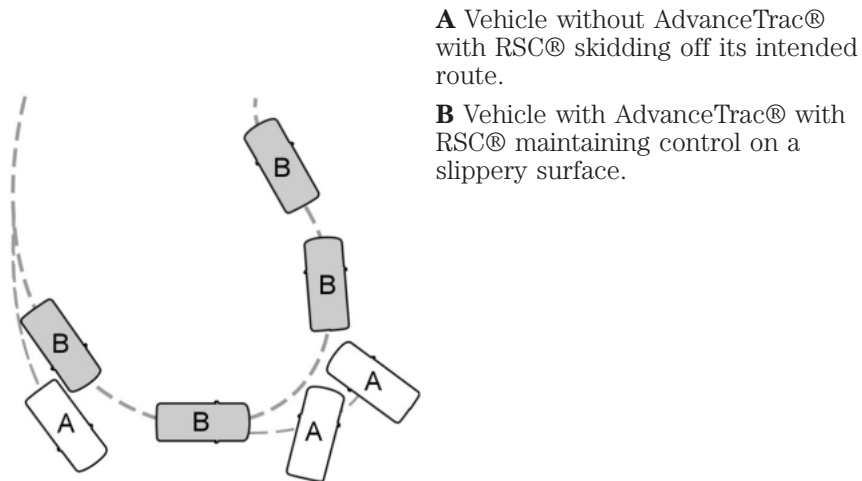 A Vehicle without AdvanceTrac®
with RSC® skidding off its intended
route.
B Vehicle with AdvanceTrac® with
RSC® maintaining control on a
slippery surface.
B
B
B
A
A
B
A